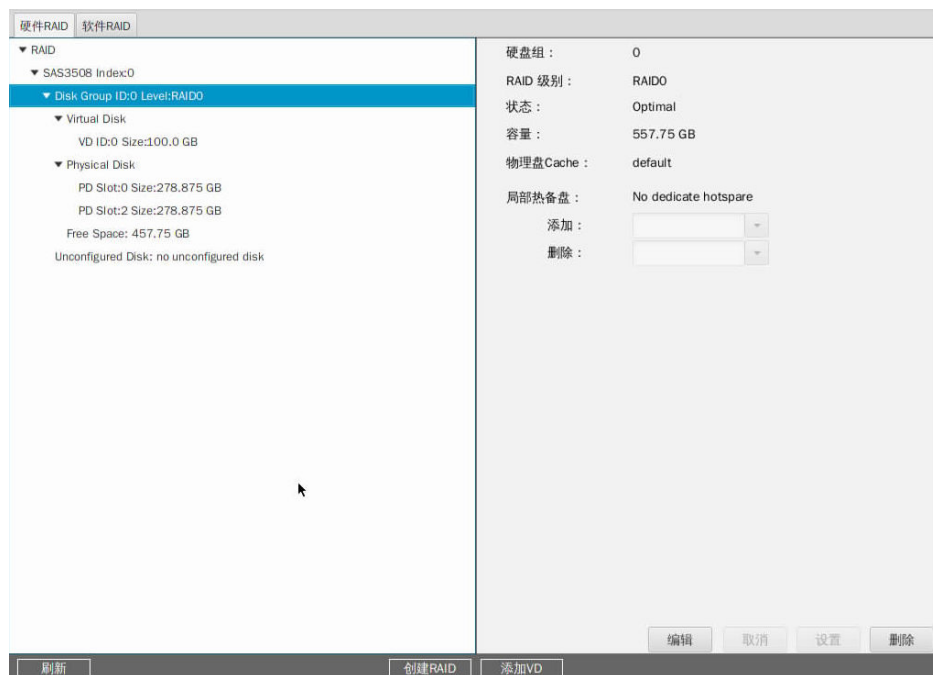 硬件RAID 软件RAID
RAID
SAS3508 Index:0
Disk Group ID:0 Level:RAID0
Virtual Disk
VD ID:0 Size:100.0 GB
Physical Disk
PD Slot:0 Size:278.875 GB
PD Slot:2 Size:278.875 GB
Free Space: 457.75 GB
Unconfigured Disk: no unconfigured disk
硬盘组： 0
RAID 级别： RAID0
状态： Optimal
容量： 557.75 GB
物理盘Cache： default
局部热备盘： No dedicate hotspare
添加：
删除：
编辑 取消 设置 删除
刷新 创建RAID 添加VD